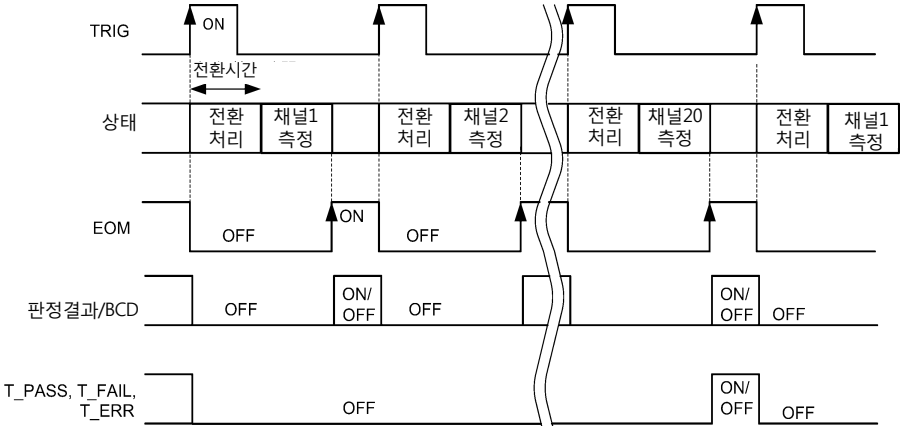 TRIG
ON
전환시간
상태
전환
처리
채널1
측정
전환
처리
채널2
측정
전환
처리
채널20
측정
전환
처리
채널1
측정
EOM
OFF
ON
OFF
판정결과/BCD
OFF
ON/
OFF
OFF
ON/
OFF
OFF
T_PASS, T_FAIL,
T_ERR
OFF
ON/
OFF
OFF